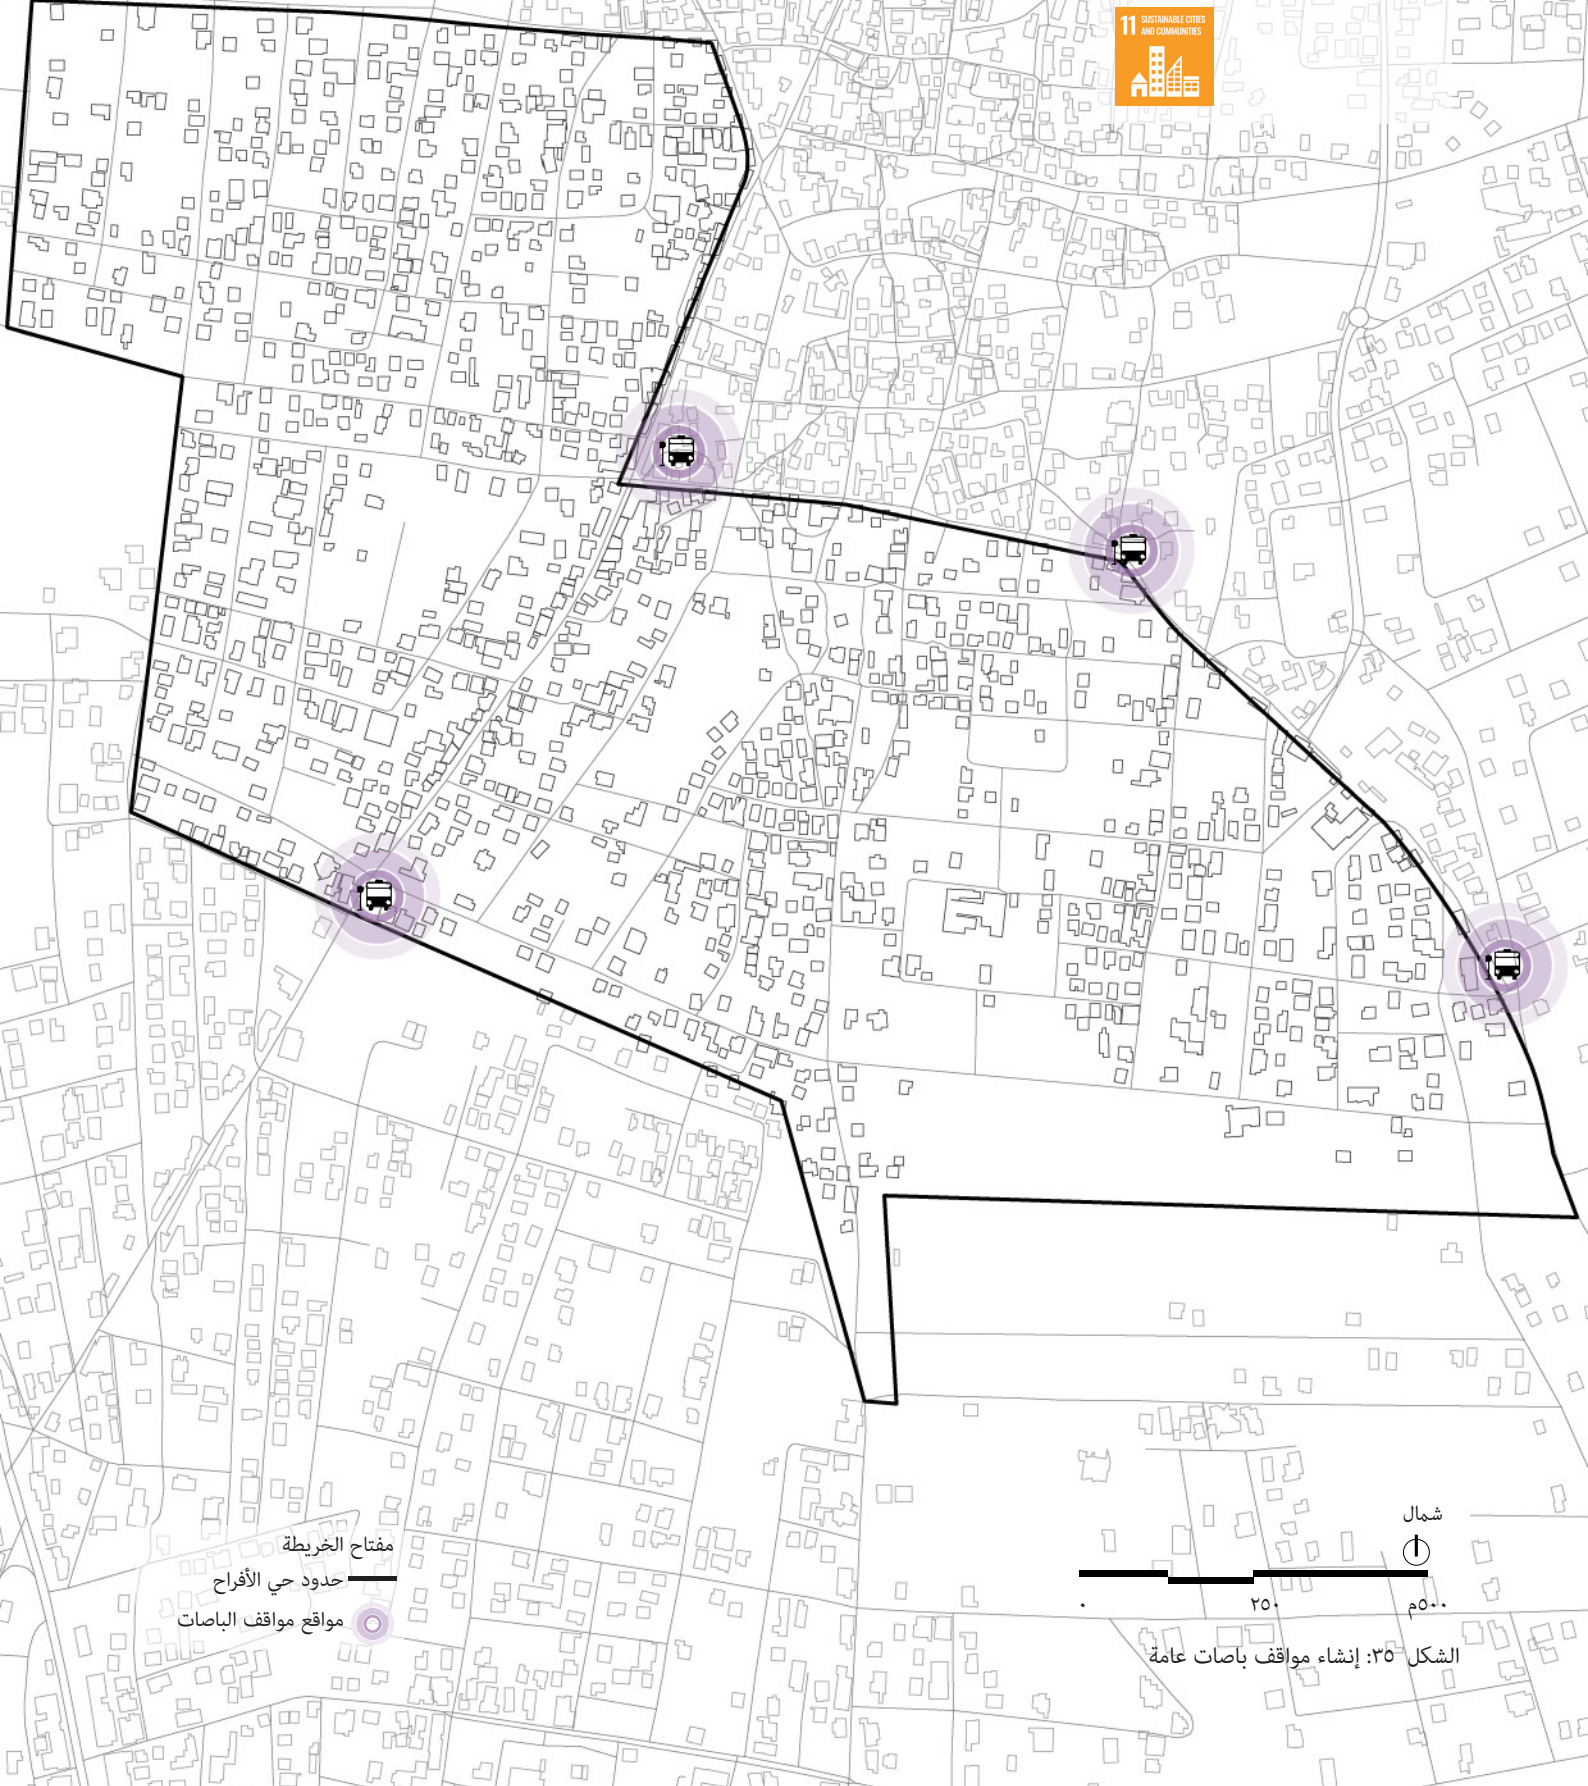 11 SUSTAINABLE CITIES
AND COMMUNITIES
شمال
٠ ٢٥٠ ٥٠٠م
الشكل ٣٥: إنشاء مواقف باصات عامة
مفتاح الخريطة
حدود حي الأفراح
مواقع مواقف الباصات